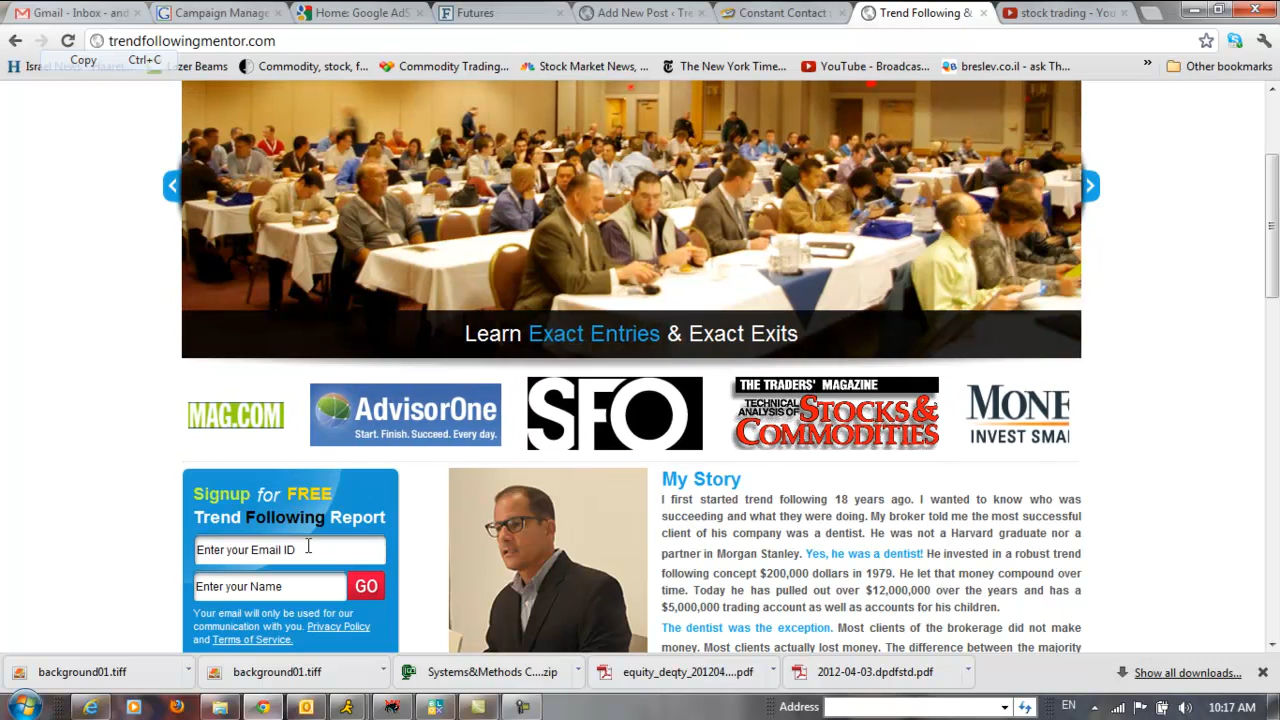 Gmail - Inbox - and
Campaign Manage
Home: Google AdS
Futures
Add New Post ‹ Tre
Constant Contact
Trend Following &
stock trading - You
trendfollowingmentor.com
Copy Ctrl+C
Lazer Beams
Commodity, stock, f...
Commodity Trading...
Stock Market News, ...
The New York Time...
YouTube - Broadcas...
breslev.co.il - ask Th...
»
Other bookmarks
Learn Exact Entries & Exact Exits
MAG.COM
AdvisorOne
Start. Finish. Succeed. Every day.
SFO
THE TRADERS' MAGAZINE
TECHNICAL
ANALYSIS OF
STOCKS &
COMMODITIES
MONE
INVEST SMA
Signup for FREE
Trend Following Report
Enter your Email ID
Enter your Name
GO
Your email will only be used for our
communication with you. Privacy Policy
and Terms of Service.
My Story
I first started trend following 18 years ago. I wanted to know who was
succeeding and what they were doing. My broker told me the most successful
client of his company was a dentist. He was not a Harvard graduate nor a
partner in Morgan Stanley. Yes, he was a dentist! He invested in a robust trend
following concept $200,000 dollars in 1979. He let that money compound over
time. Today he has pulled out over $12,000,000 over the years and has a
$5,000,000 trading account as well as accounts for his children.
The dentist was the exception. Most clients of the brokerage did not make
money. Most clients actually lost money. The difference between the majority
background01.tiff
background01.tiff
Systems&Methods C....zip
equity_deqty_201204....pdf
2012-04-03.dpdfstd.pdf
Show all downloads...
Address
EN
10:17 AM